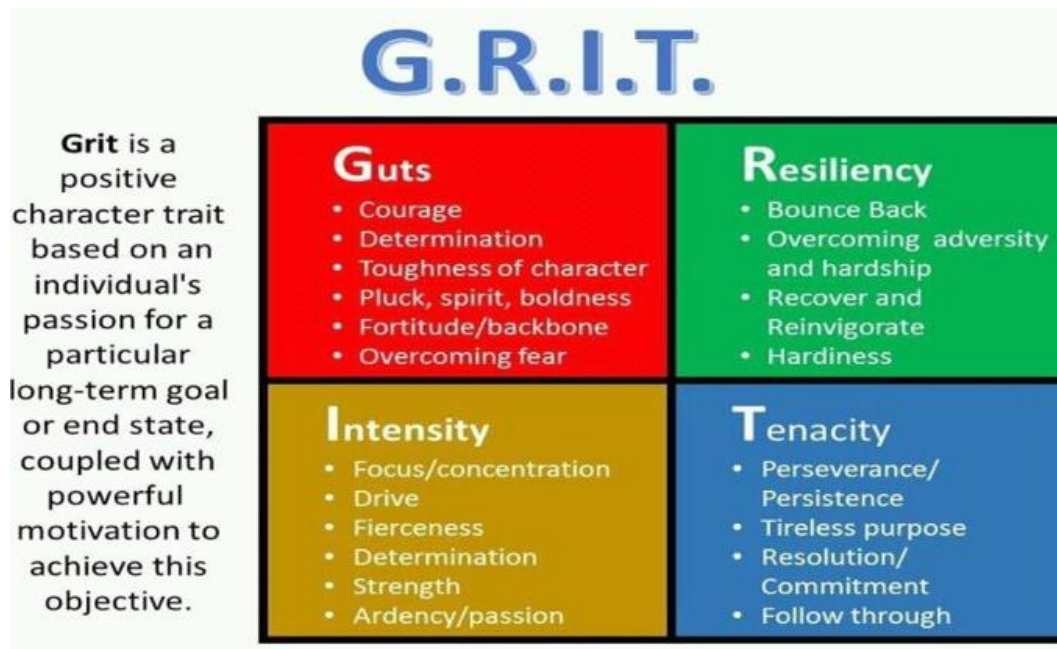 G.R.I.T.
Grit is a
positive
character trait
based on an
individual's
passion for a
particular
long-term goal
or end state,
coupled with
powerful
motivation to
achieve this
objective.
Guts
• Courage
• Determination
• Toughness of character
• Pluck, spirit, boldness
• Fortitude/backbone
• Overcoming fear
Resiliency
• Bounce Back
• Overcoming adversity
and hardship
• Recover and
Reinvigorate
• Hardiness
Intensity
• Focus/concentration
• Drive
• Fierceness
• Determination
• Strength
• Ardency/passion
Tenacity
• Perseverance/
Persistence
• Tireless purpose
• Resolution/
Commitment
• Follow through